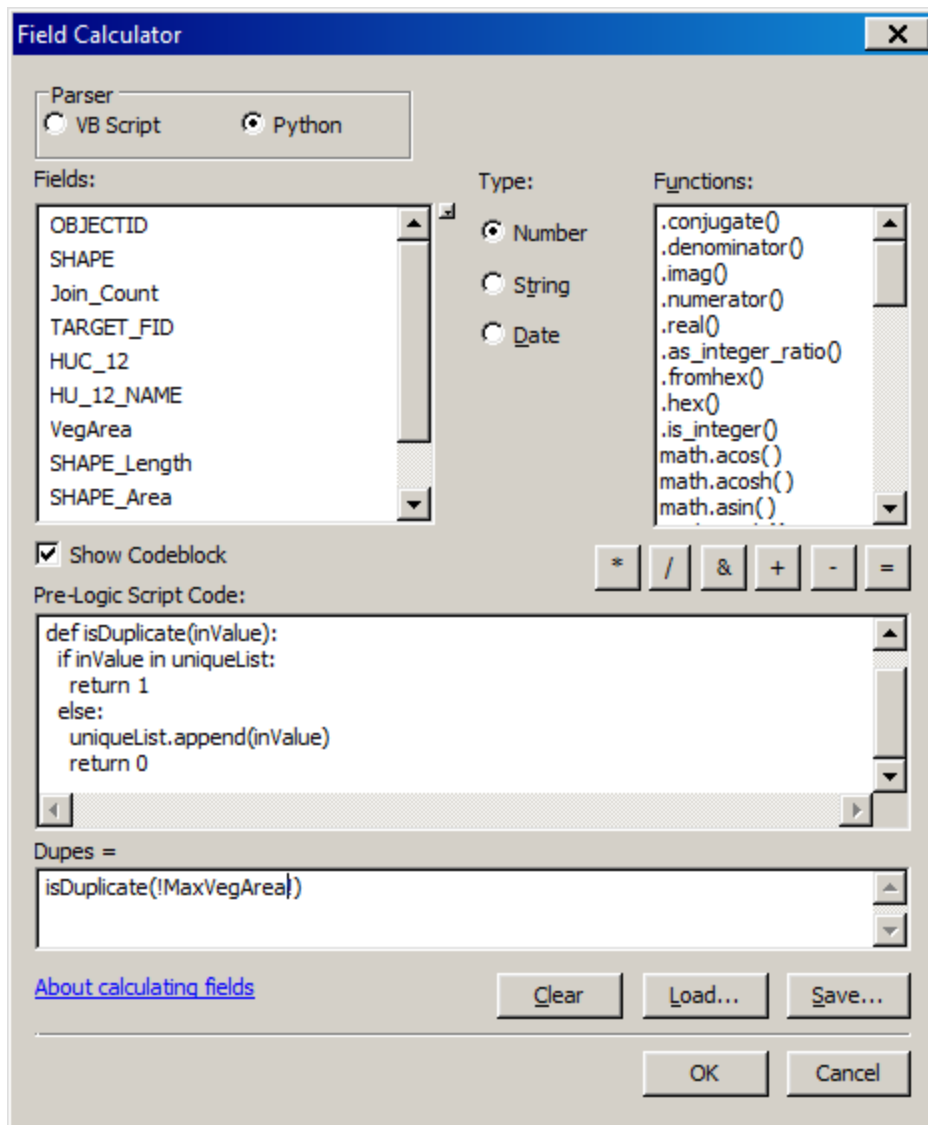 Field Calculator
Parser
VB Script Python
Fields: Type: Functions:
OBJECTID
SHAPE
Join_Count
TARGET_FID
HUC_12
HU_12_NAME
VegArea
SHAPE_Length
SHAPE_Area
Number
String
Date
.conjugate()
.denominator()
.imag()
.numerator()
.real()
.as_integer_ratio()
.fromhex()
.hex()
.is_integer()
math.acos( )
math.acosh( )
math.asin( )
Show Codeblock
* / & + - =
Pre-Logic Script Code:
def isDuplicate(inValue):
if inValue in uniqueList:
return 1
else:
uniqueList.append(inValue)
return 0
Dupes =
isDuplicate(!MaxVegArea!)
About calculating fields Clear Load... Save...
OK Cancel